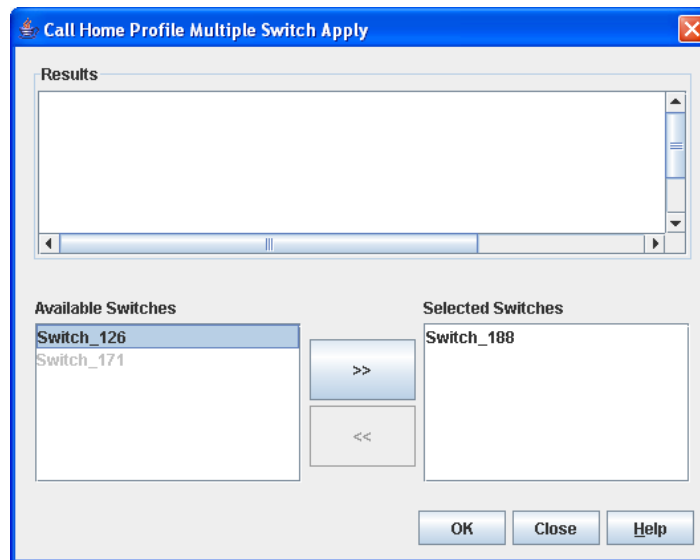 Call Home Profile Multiple Switch Apply
Results
Available Switches
Selected Switches
Switch_126
Switch_171
>>
<<
Switch_188
OK
Close
Help